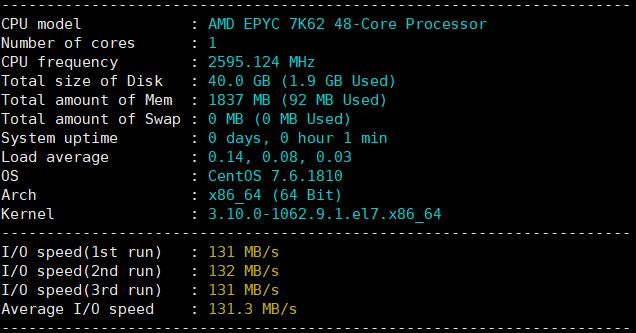 ----------------------------------------------------------------------
CPU model            : AMD EPYC 7K62 48-Core Processor
Number of cores      : 1
CPU frequency        : 2595.124 MHz
Total size of Disk   : 40.0 GB (1.9 GB Used)
Total amount of Mem  : 1837 MB (92 MB Used)
Total amount of Swap : 0 MB (0 MB Used)
System uptime        : 0 days, 0 hour 1 min
Load average         : 0.14, 0.08, 0.03
OS                   : CentOS 7.6.1810
Arch                 : x86_64 (64 Bit)
Kernel               : 3.10.0-1062.9.1.el7.x86_64
----------------------------------------------------------------------
I/O speed(1st run)   : 131 MB/s
I/O speed(2nd run)   : 132 MB/s
I/O speed(3rd run)   : 131 MB/s
Average I/O speed    : 131.3 MB/s
----------------------------------------------------------------------